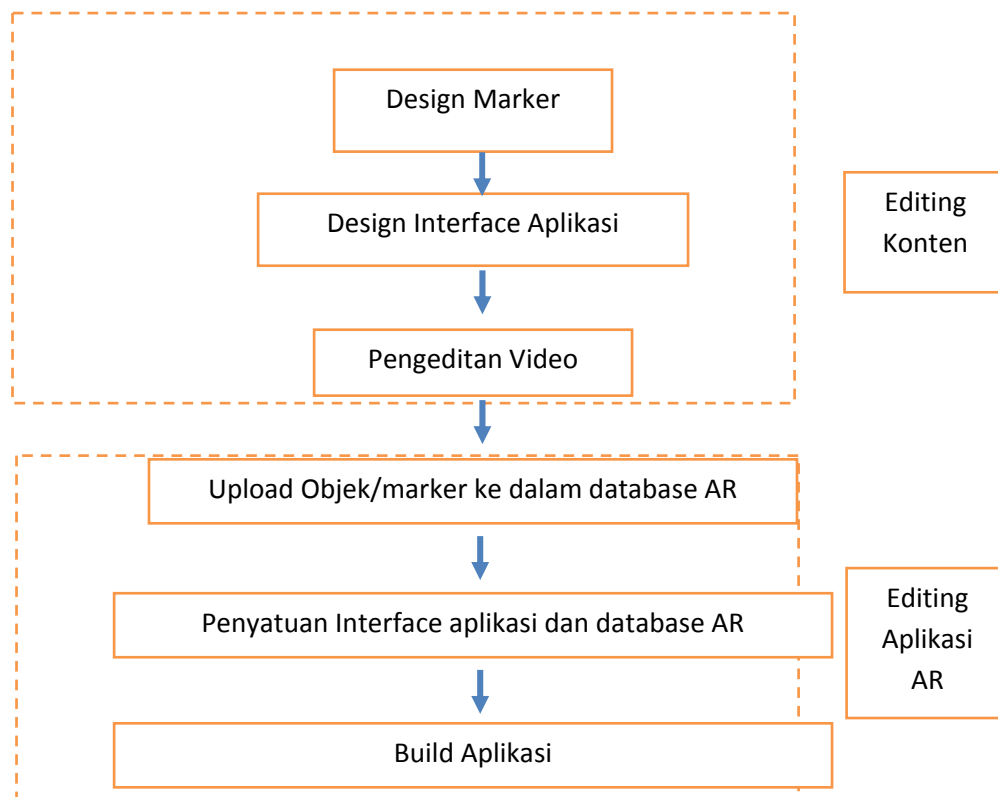 Design Marker
Design Interface Aplikasi
Editing
Konten
Pengeditan Video
Upload Objek/marker ke dalam database AR
Penyatuan Interface aplikasi dan database AR
Editing
Aplikasi
AR
Build Aplikasi